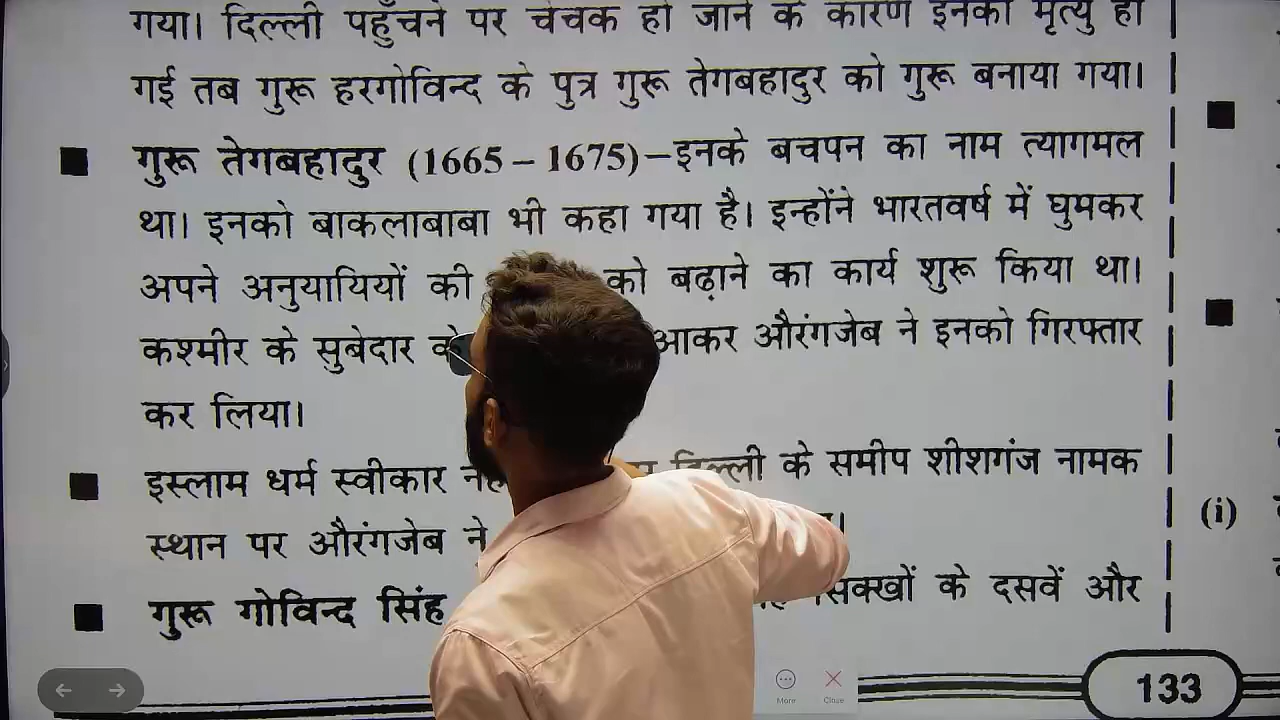 गया। दिल्ली पहुँचने पर चेचक हो जाने के कारण इनकी मृत्यु हो
गई तब गुरू हरगोविन्द के पुत्र गुरू तेगबहादुर को गुरू बनाया गया।
■ गुरू तेगबहादुर (1665 – 1675)–इनके बचपन का नाम त्यागमल
था। इनको बाकलाबाबा भी कहा गया है। इन्होंने भारतवर्ष में घुमकर
अपने अनुयायियों की को बढ़ाने का कार्य शुरू किया था।
कश्मीर के सुबेदार के आकर औरंगजेब ने इनको गिरफ्तार
कर लिया।
■ इस्लाम धर्म स्वीकार दिल्ली के समीप शीशगंज नामक
स्थान पर औरंगजेब ने
■ गुरू गोविन्द सिंह के दसवें और
133
(i)
More
Close